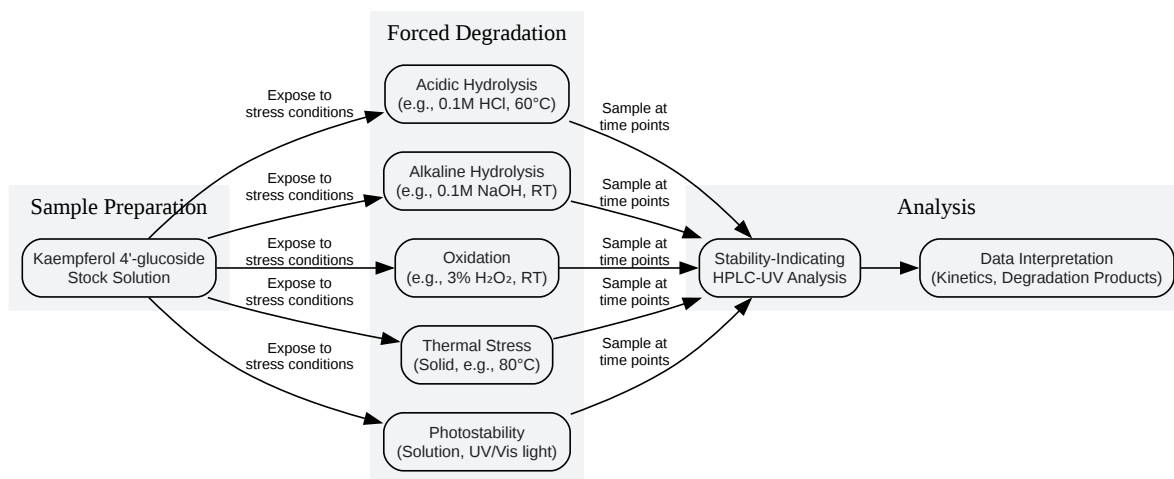 Forced Degradation
Acidic Hydrolysis
(e.g., 0.1M HCl, 60°C)
Expose to
stress conditions
Sample at
time points
Alkaline Hydrolysis
(e.g., 0.1M NaOH, RT)
Expose to
stress conditions
Sample at
time points
Sample Preparation
Analysis
Kaempferol 4'-glucoside
Stock Solution
Expose to
stress conditions
Oxidation
(e.g., 3% H₂O₂, RT)
Sample at
time points
Stability-Indicating
HPLC-UV Analysis
Data Interpretation
(Kinetics, Degradation Products)
Expose to
stress conditions
Sample at
time points
Thermal Stress
(Solid, e.g., 80°C)
Expose to
stress conditions
Sample at
time points
Photostability
(Solution, UV/Vis light)